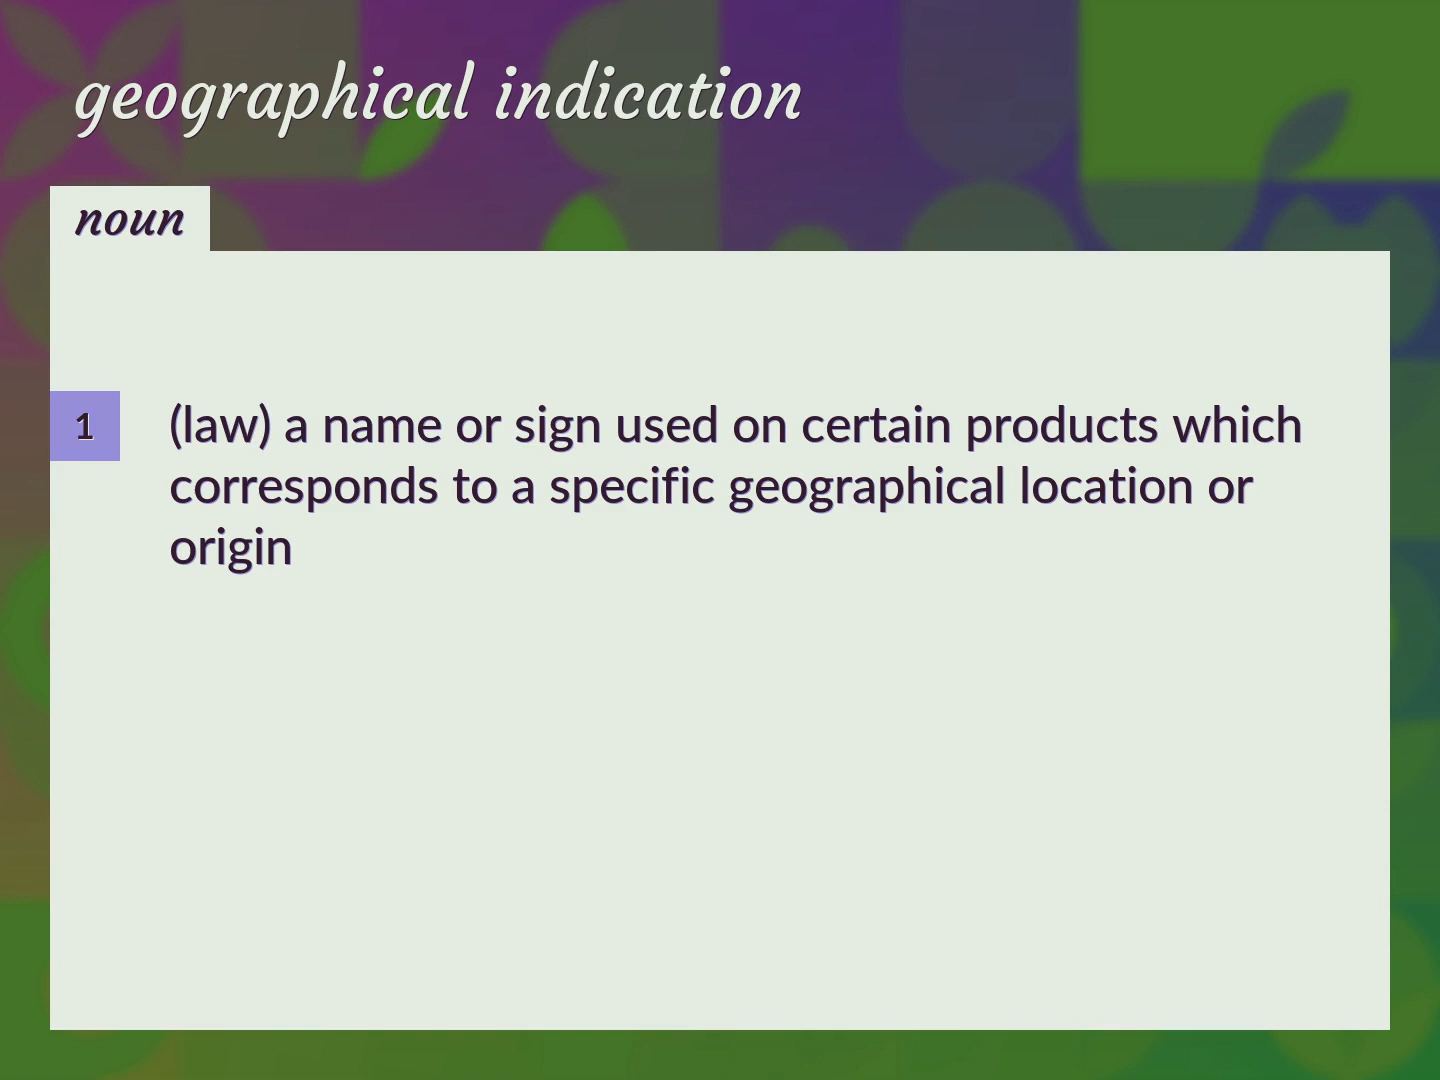 geographical indication
noun
1
(law) a name or sign used on certain products which
corresponds to a specific geographical location or
origin